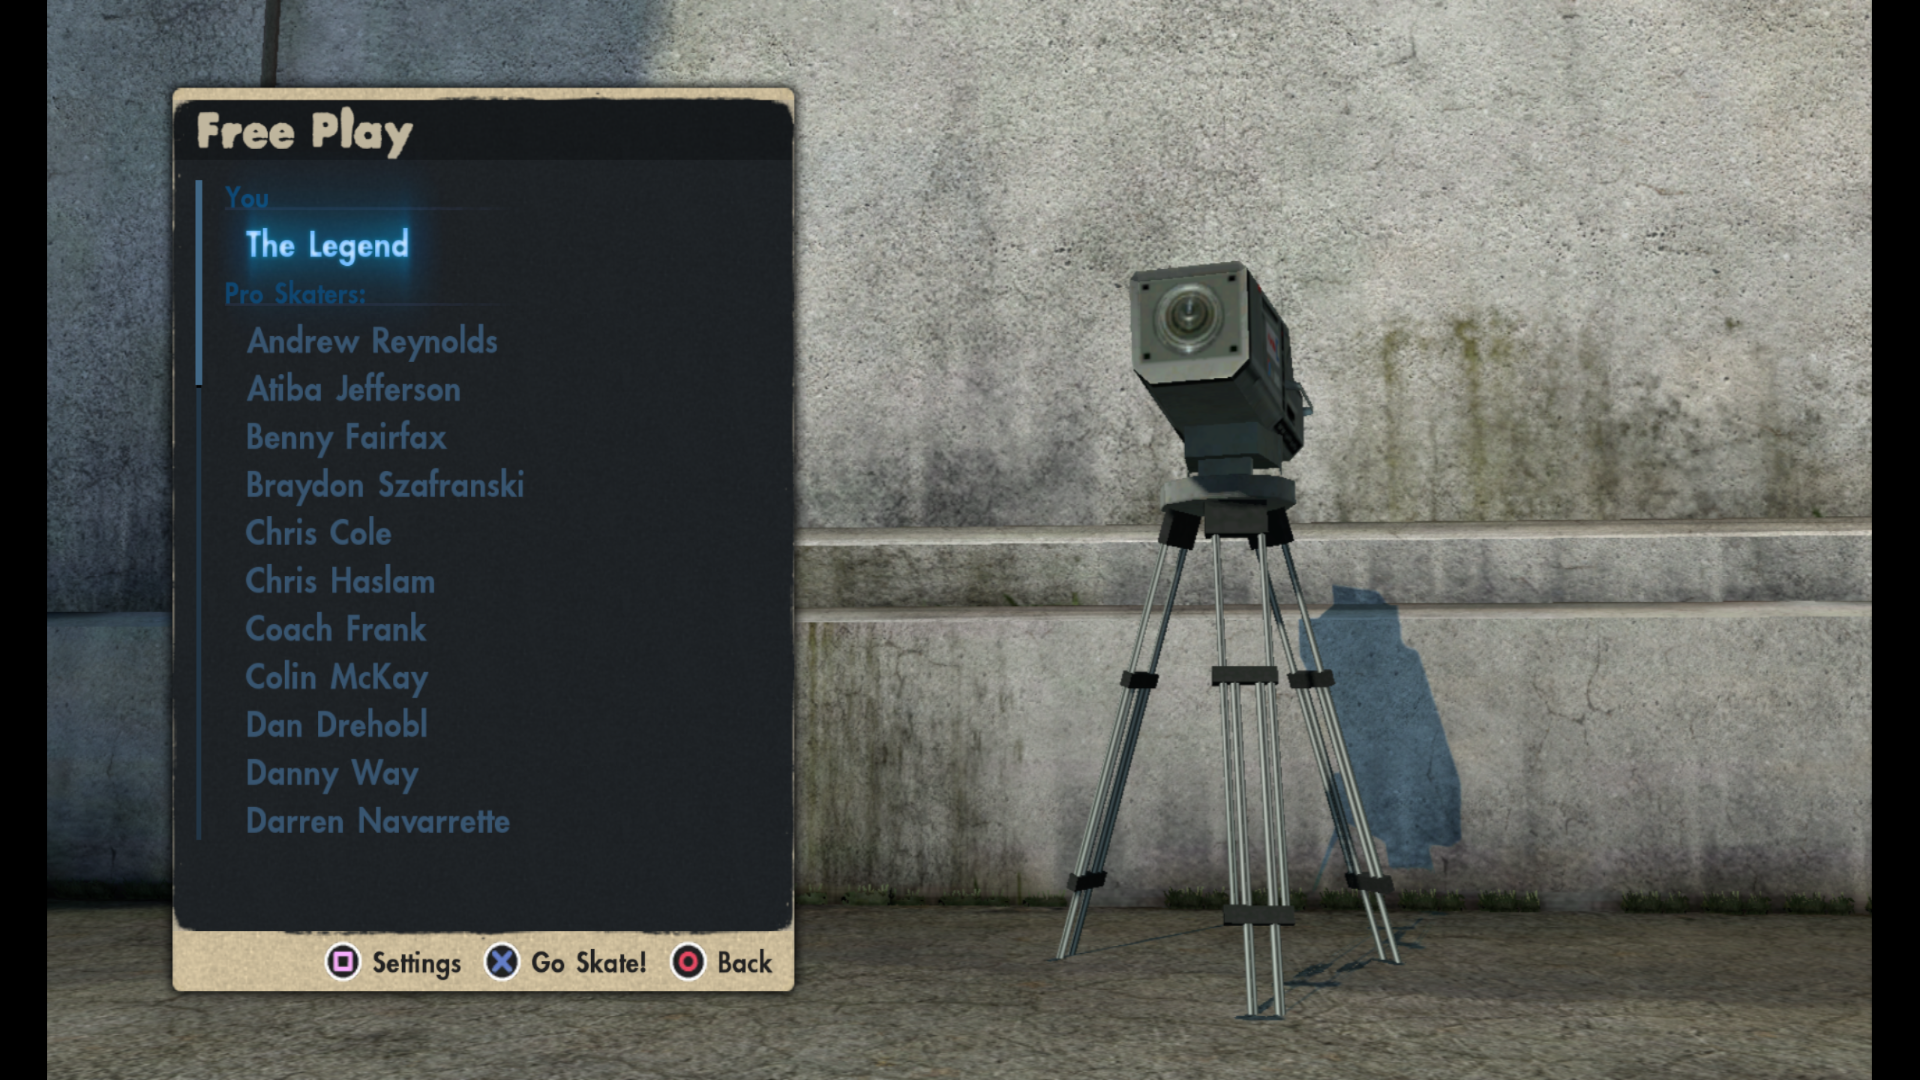 Free Play
You
The Legend
Pro Skaters:
Andrew Reynolds
Atiba Jefferson
Benny Fairfax
Braydon Szafranski
Chris Cole
Chris Haslam
Coach Frank
Colin McKay
Dan Drehobl
Danny Way
Darren Navarrette
Settings Go Skate! Back